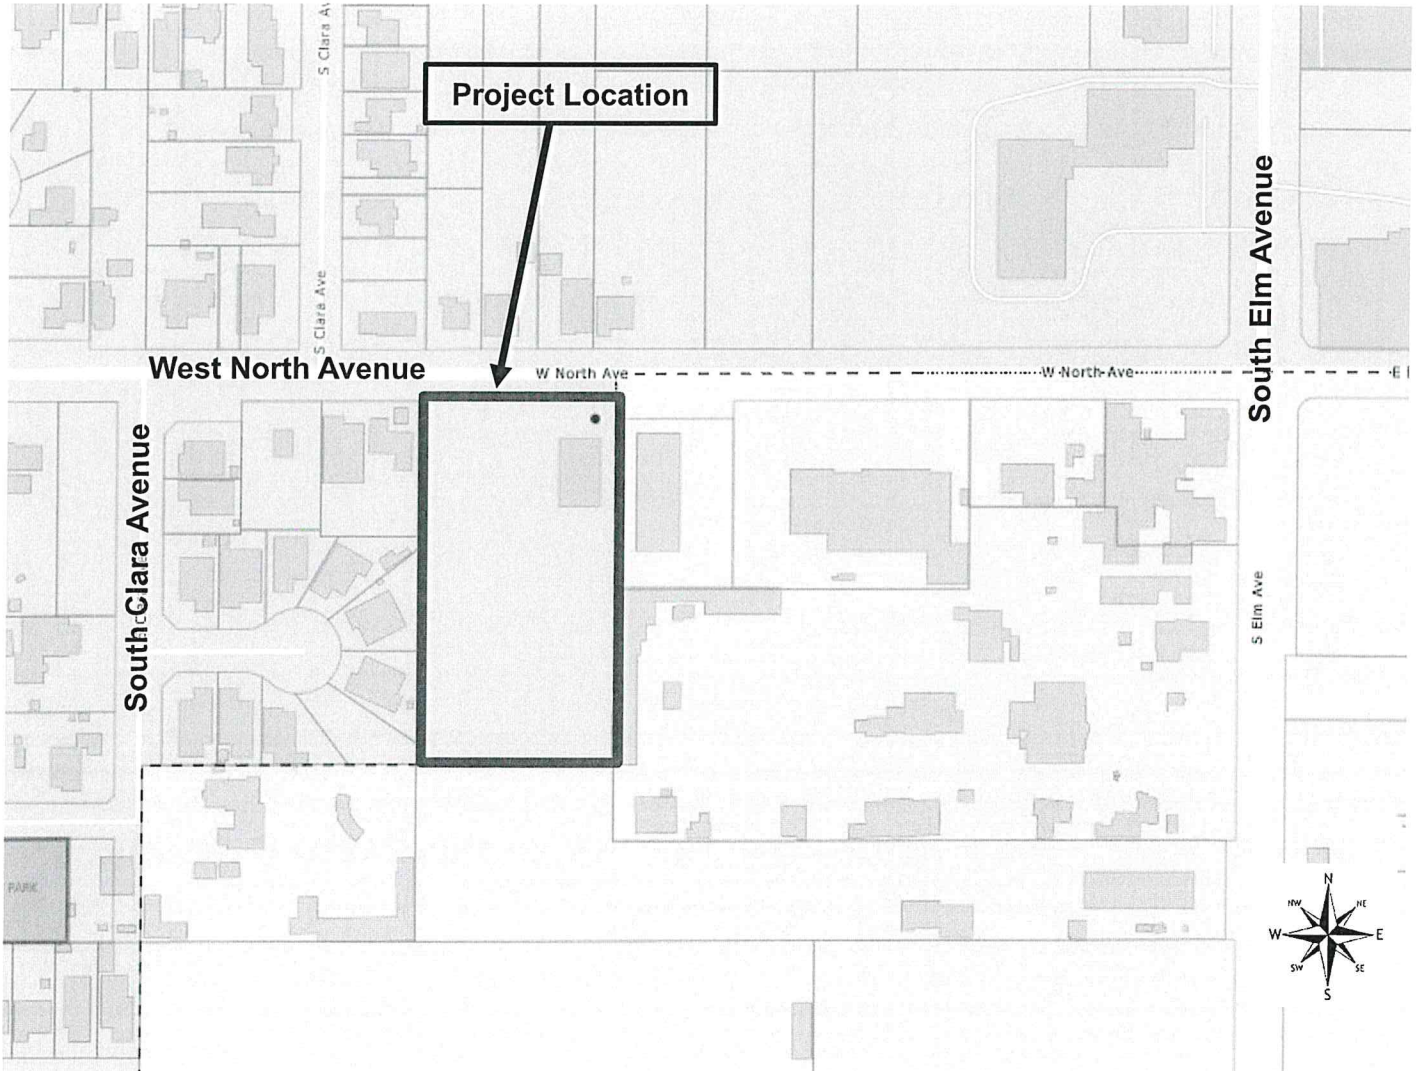 S Clara Av
Project Location
South Elm Avenue
S Clara Ave
West North Avenue
W North Ave
W North Ave
E
South Clara Avenue
S Elm Ave
PARK
N
NW
NE
W
E
SW
SE
S